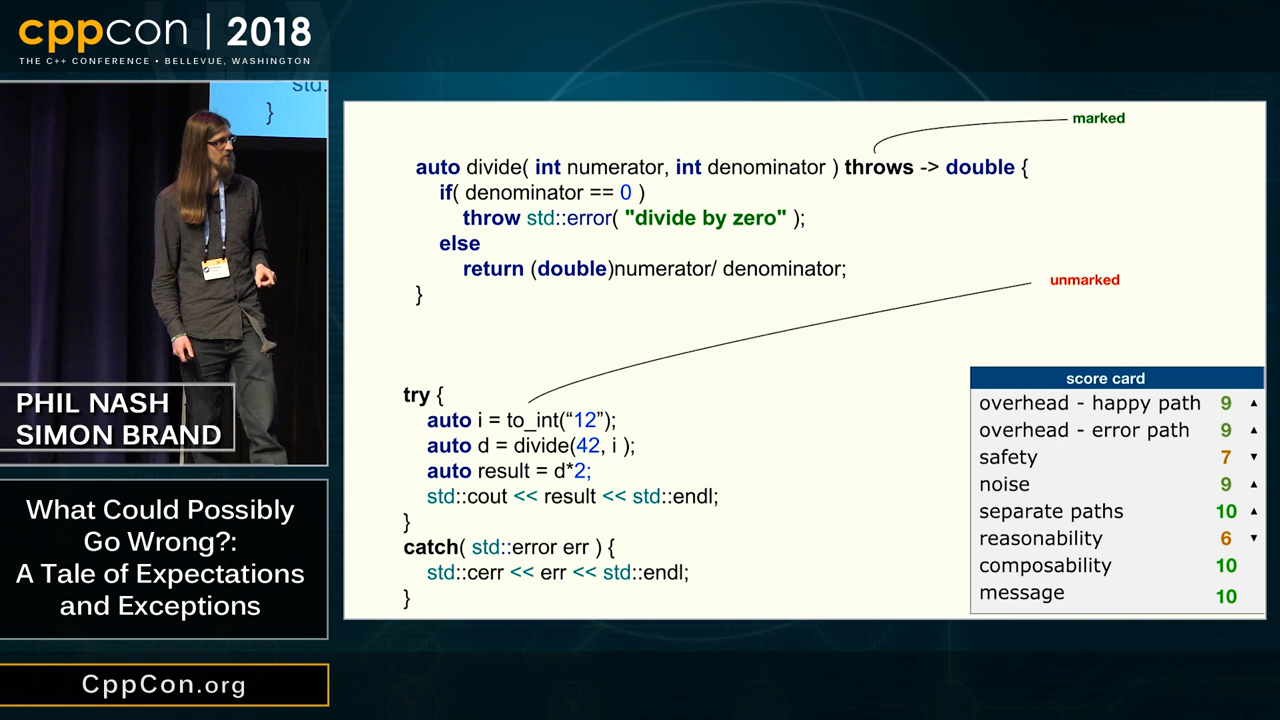 cppcon | 2018
THE C++ CONFERENCE • BELLEVUE, WASHINGTON
std.
}
PHIL NASH
SIMON BRAND
What Could Possibly
Go Wrong?:
A Tale of Expectations
and Exceptions
CppCon.org
marked
auto divide( int numerator, int denominator ) throws -> double {
if( denominator == 0 )
throw std::error( "divide by zero" );
else
return (double)numerator/ denominator;
}
unmarked
try {
auto i = to_int(“12”);
auto d = divide(42, i );
auto result = d*2;
std::cout << result << std::endl;
}
catch( std::error err ) {
std::cerr << err << std::endl;
}
score card
overhead - happy path 9 ▲
overhead - error path 9 ▲
safety 7 ▼
noise 9 ▲
separate paths 10 ▲
reasonability 6 ▼
composability 10
message 10